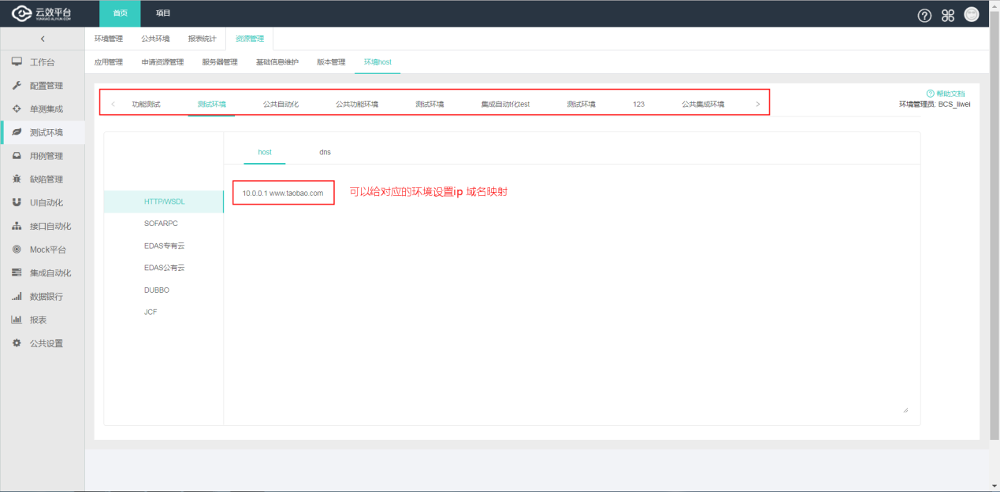 云效平台 首页 项目
YUNXIAO.ALIYUN.COM
环境管理 公共环境 报表统计 资源管理
应用管理 申请资源管理 服务器管理 基础信息维护 版本管理 环境host
工作台
配置管理
单测集成
测试环境
用例管理
缺陷管理
UI自动化
接口自动化
Mock平台
集成自动化
数据银行
报表
公共设置
帮助文档
功能测试 测试环境 公共自动化 公共功能环境 测试环境 集成自动化test 测试环境 123 公共集成环境
环境管理员: BCS_liwei
host dns
10.0.0.1 www.taobao.com 可以给对应的环境设置ip 域名映射
HTTP/WSDL
SOFARPC
EDAS专有云
EDAS公有云
DUBBO
JCF